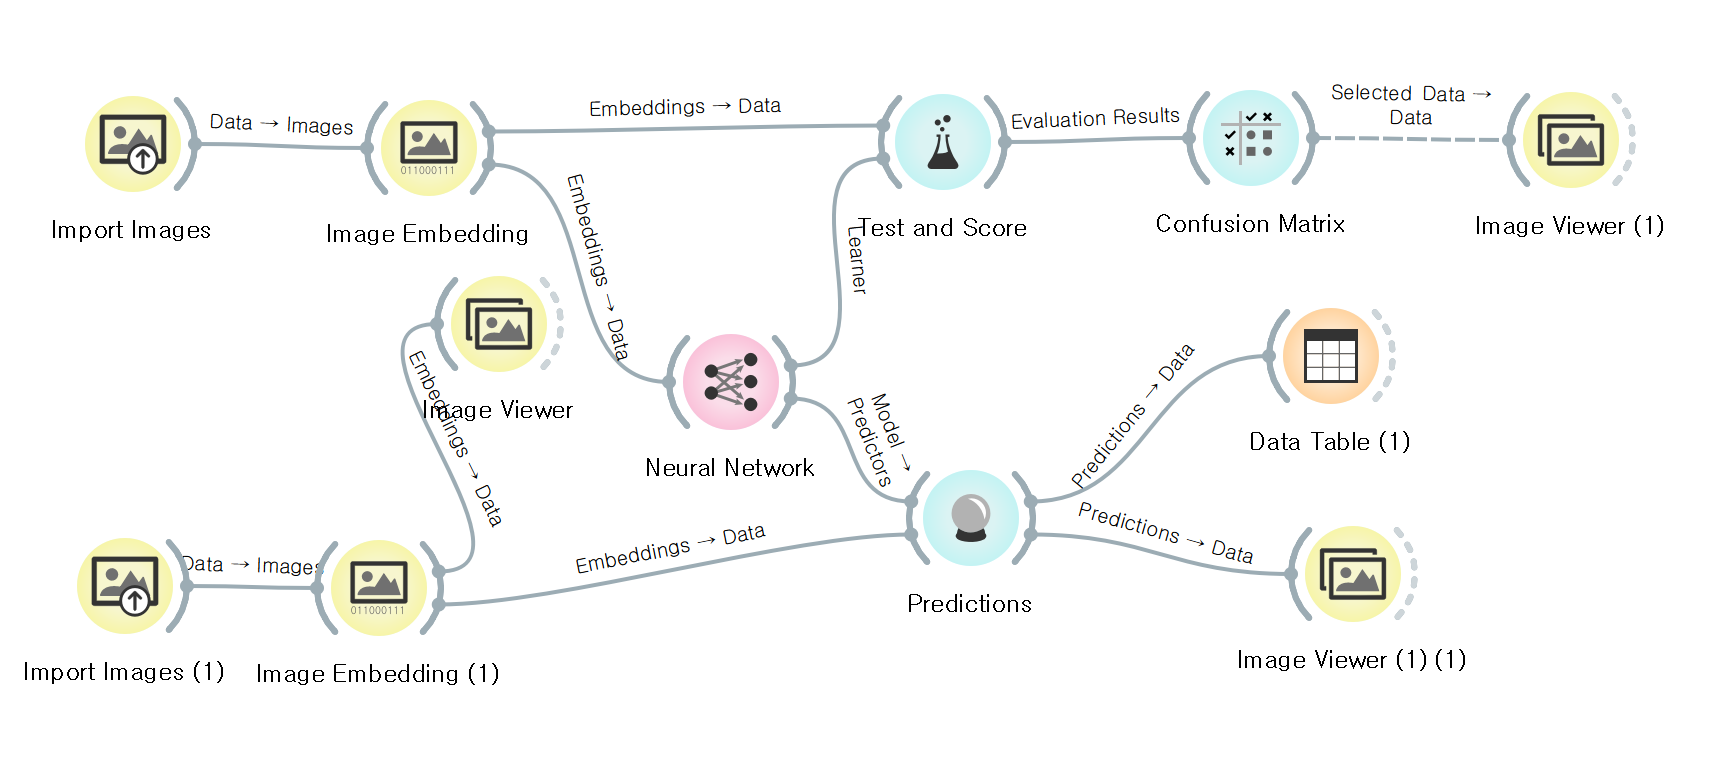 Data → Images
Embeddings → Data
Evaluation Results
Selected Data →
Data
011000111
Import Images
Image Embedding
Test and Score
Confusion Matrix
Image Viewer (1)
Embeddings → Data
Learner
Embeddings → Data
Image Viewer
Neural Network
Model →
Predictors
Predictions → Data
Data Table (1)
Data → Images
011000111
Embeddings → Data
Predictions → Data
Predictions
Import Images (1)
Image Embedding (1)
Image Viewer (1) (1)